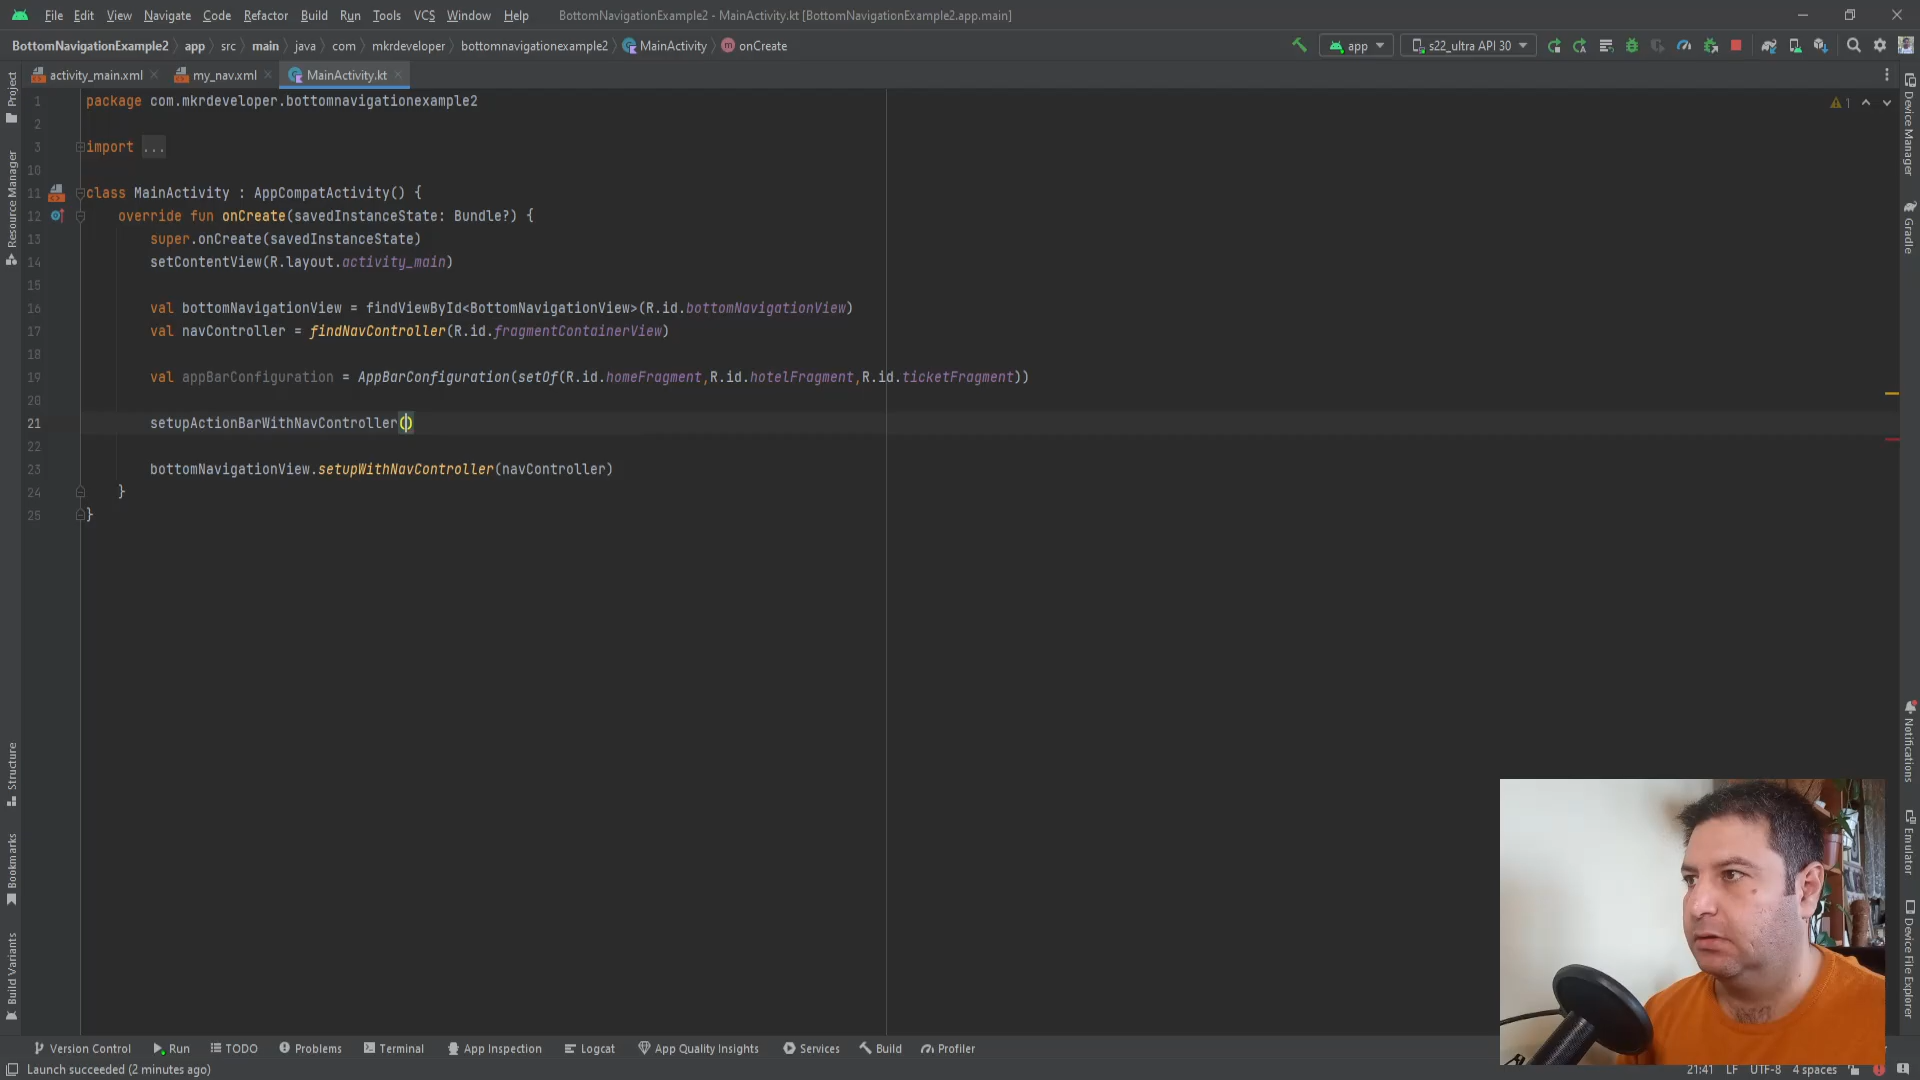 File Edit View Navigate Code Refactor Build Run Tools VCS Window Help BottomNavigationExample2 - MainActivity.kt [BottomNavigationExample2.app.main]
BottomNavigationExample2 app src main java com mkrdeveloper bottomnavigationexample2 MainActivity onCreate app s22_ultra API 30
activity_main.xml my_nav.xml MainActivity.kt
1 package com.mkrdeveloper.bottomnavigationexample2
2
3 import ...
10
11 class MainActivity : AppCompatActivity() {
12 override fun onCreate(savedInstanceState: Bundle?) {
13 super.onCreate(savedInstanceState)
14 setContentView(R.layout.activity_main)
15
16 val bottomNavigationView = findViewById<BottomNavigationView>(R.id.bottomNavigationView)
17 val navController = findNavController(R.id.fragmentContainerView)
18
19 val appBarConfiguration = AppBarConfiguration(setOf(R.id.homeFragment,R.id.hotelFragment,R.id.ticketFragment))
20
21 setupActionBarWithNavController()
22
23 bottomNavigationView.setupWithNavController(navController)
24 }
25 }
1
Project
Resource Manager
Structure
Bookmarks
Build Variants
Device Manager
Gradle
Notifications
Emulator
Device File Explorer
Version Control Run TODO Problems Terminal App Inspection Logcat App Quality Insights Services Build Profiler
Launch succeeded (2 minutes ago) 21:41 LF UTF-8 4 spaces